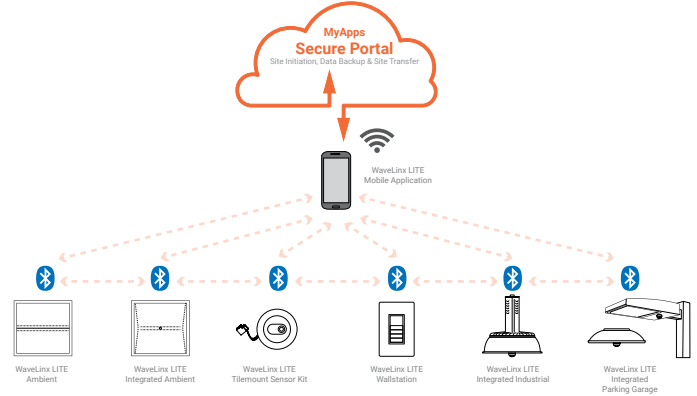 MyApps
Secure Portal
Site Initiation, Data Backup & Site Transfer
WaveLinx LITE
Mobile Application
WaveLinx LITE
Ambient
WaveLinx LITE
Integrated Ambient
WaveLinx LITE
Tilemount Sensor Kit
WaveLinx LITE
Wallstation
WaveLinx LITE
Integrated Industrial
WaveLinx LITE
Integrated
Parking Garage